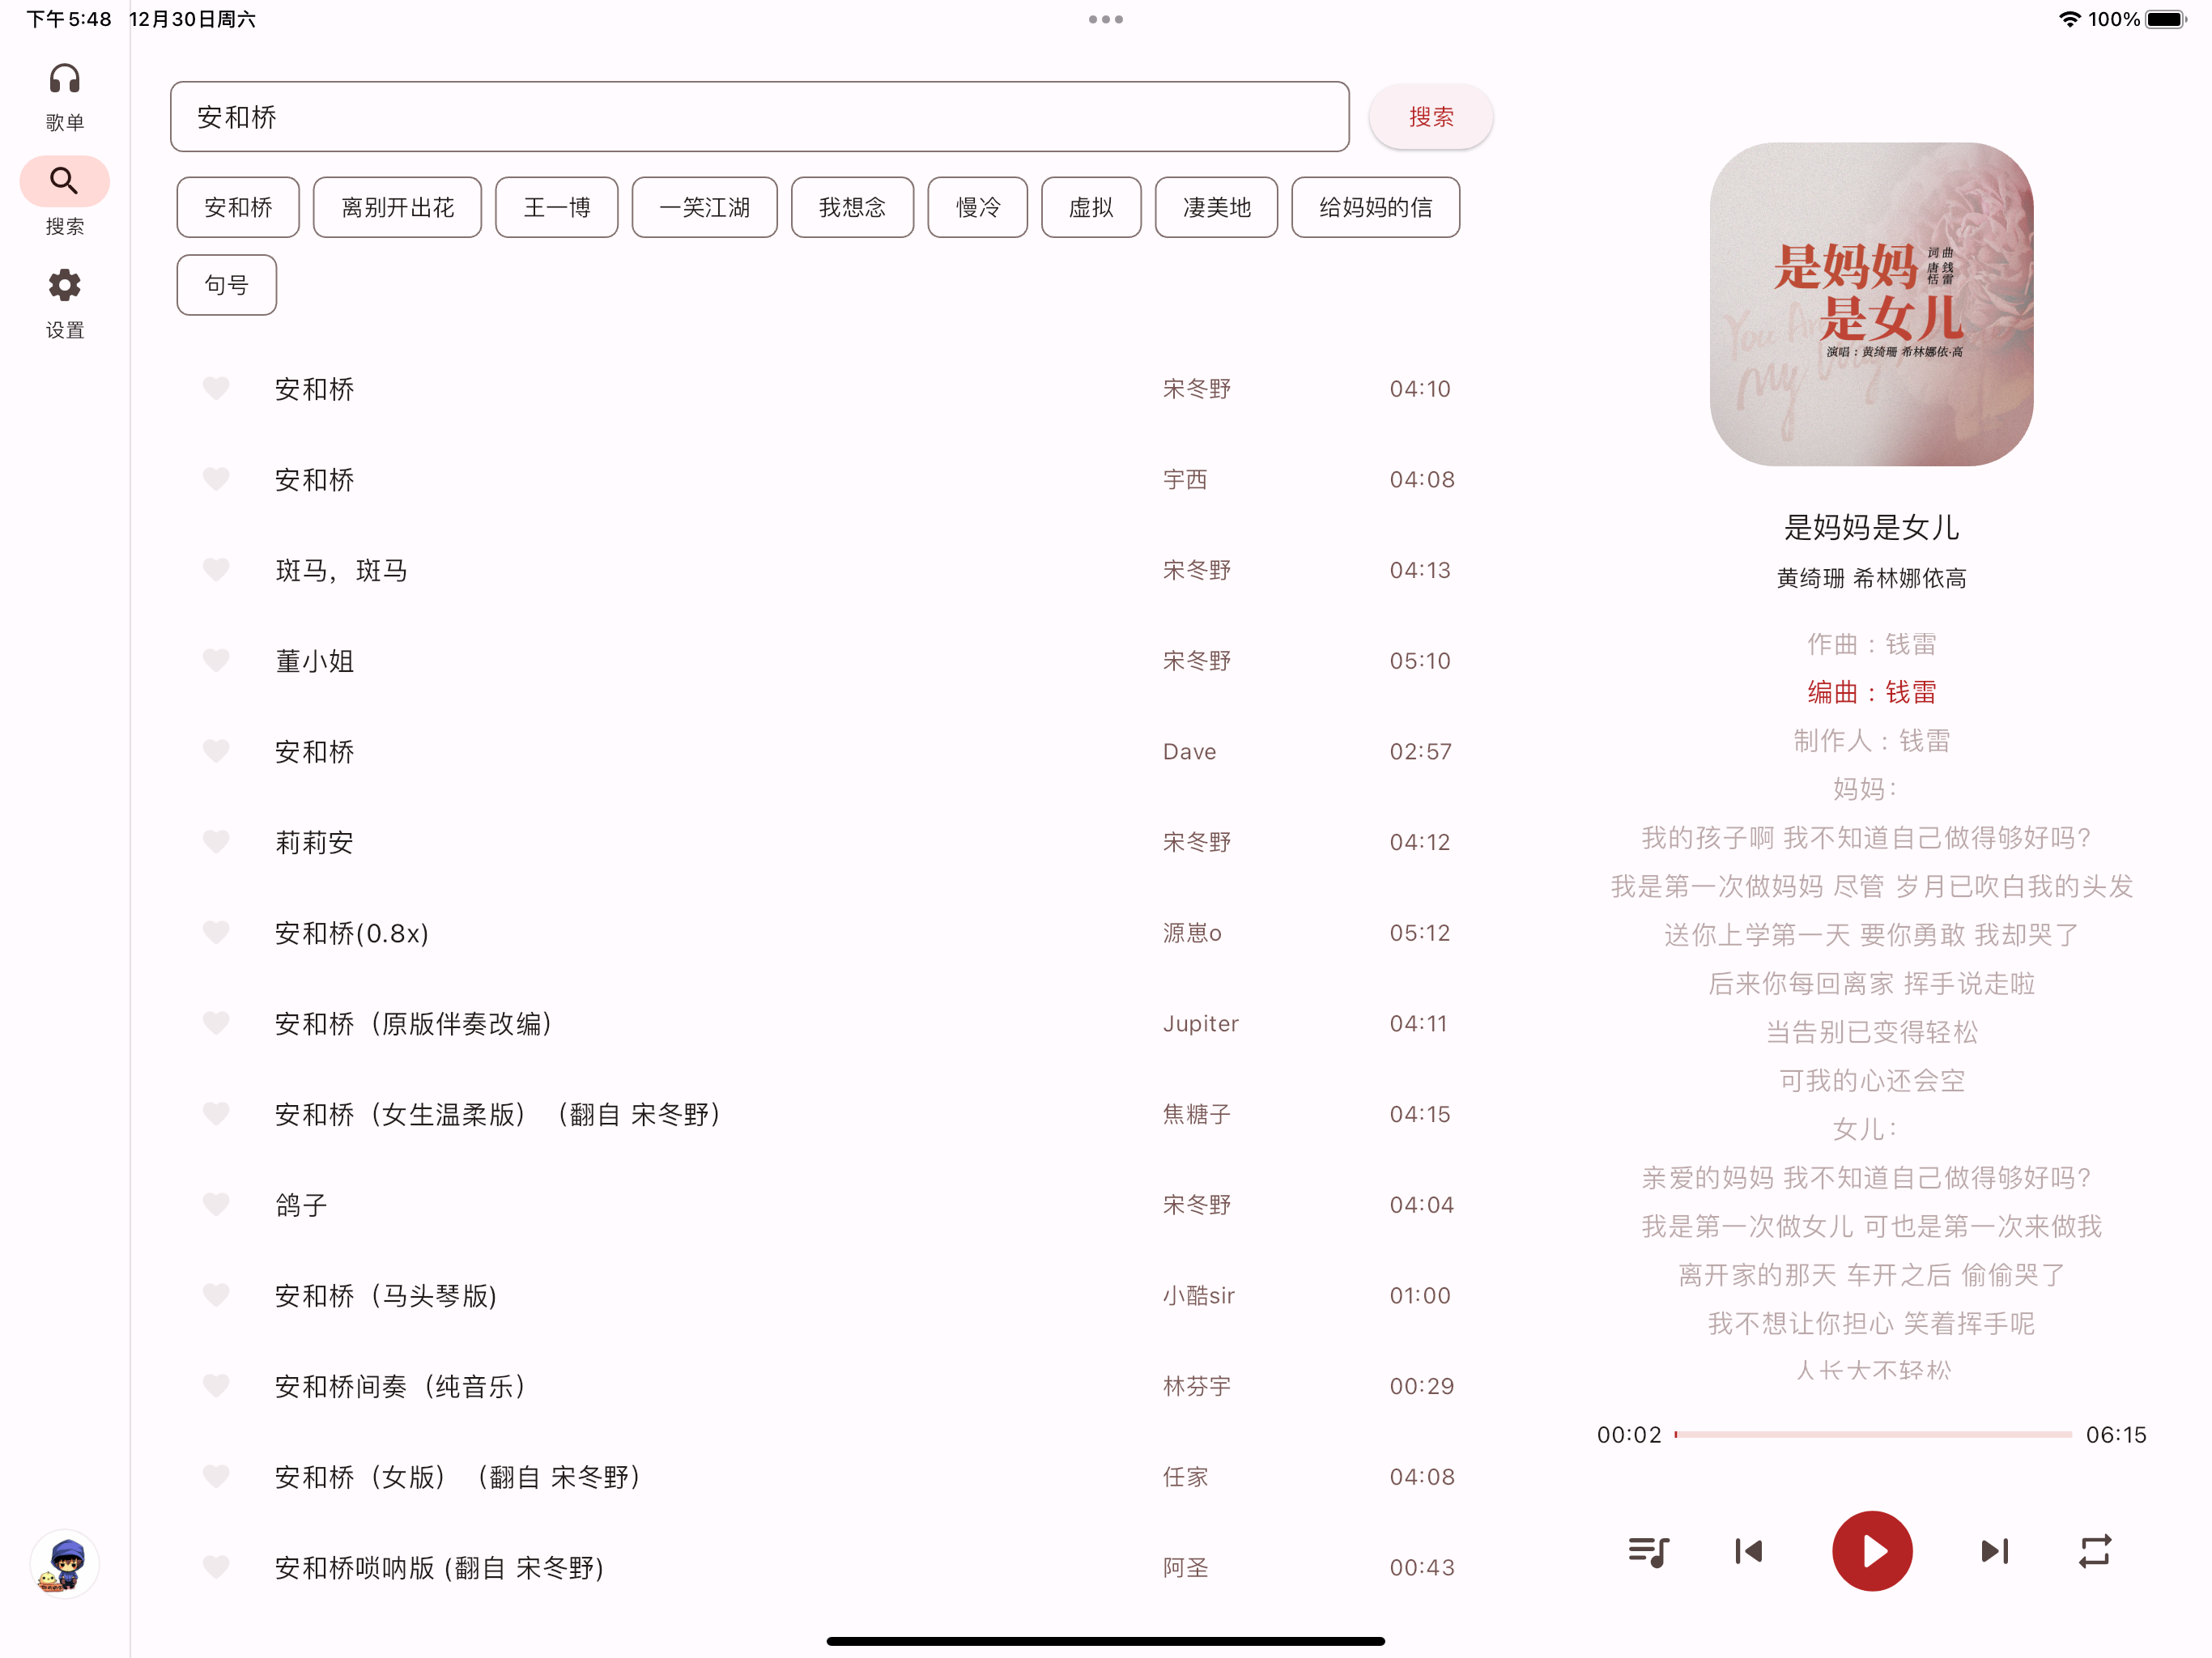 下午5:48 12月30日周六
100%
歌单
搜索
设置
安和桥
搜索
安和桥 离别开出花 王一博 一笑江湖 我想念 慢冷 虚拟 凄美地 给妈妈的信
句号
安和桥 宋冬野 04:10
安和桥 宇西 04:08
斑马，斑马 宋冬野 04:13
董小姐 宋冬野 05:10
安和桥 Dave 02:57
莉莉安 宋冬野 04:12
安和桥(0.8x) 源崽o 05:12
安和桥（原版伴奏改编） Jupiter 04:11
安和桥（女生温柔版）（翻自 宋冬野） 焦糖子 04:15
鸽子 宋冬野 04:04
安和桥（马头琴版) 小酷sir 01:00
安和桥间奏（纯音乐） 林芬宇 00:29
安和桥（女版）（翻自 宋冬野） 任家 04:08
安和桥唢呐版 (翻自 宋冬野) 阿圣 00:43
是妈妈
是女儿
词 曲
唐 钱
恬 雷
You Are
My
演唱：黄绮珊 希林娜依·高
是妈妈是女儿
黄绮珊 希林娜依高
作曲 : 钱雷
编曲 : 钱雷
制作人 : 钱雷
妈妈：
我的孩子啊 我不知道自己做得够好吗？
我是第一次做妈妈 尽管 岁月已吹白我的头发
送你上学第一天 要你勇敢 我却哭了
后来你每回离家 挥手说走啦
当告别已变得轻松
可我的心还会空
女儿：
亲爱的妈妈 我不知道自己做得够好吗？
我是第一次做女儿 可也是第一次来做我
离开家的那天 车开之后 偷偷哭了
我不想让你担心 笑着挥手呢
人长大不轻松
00:02 06:15